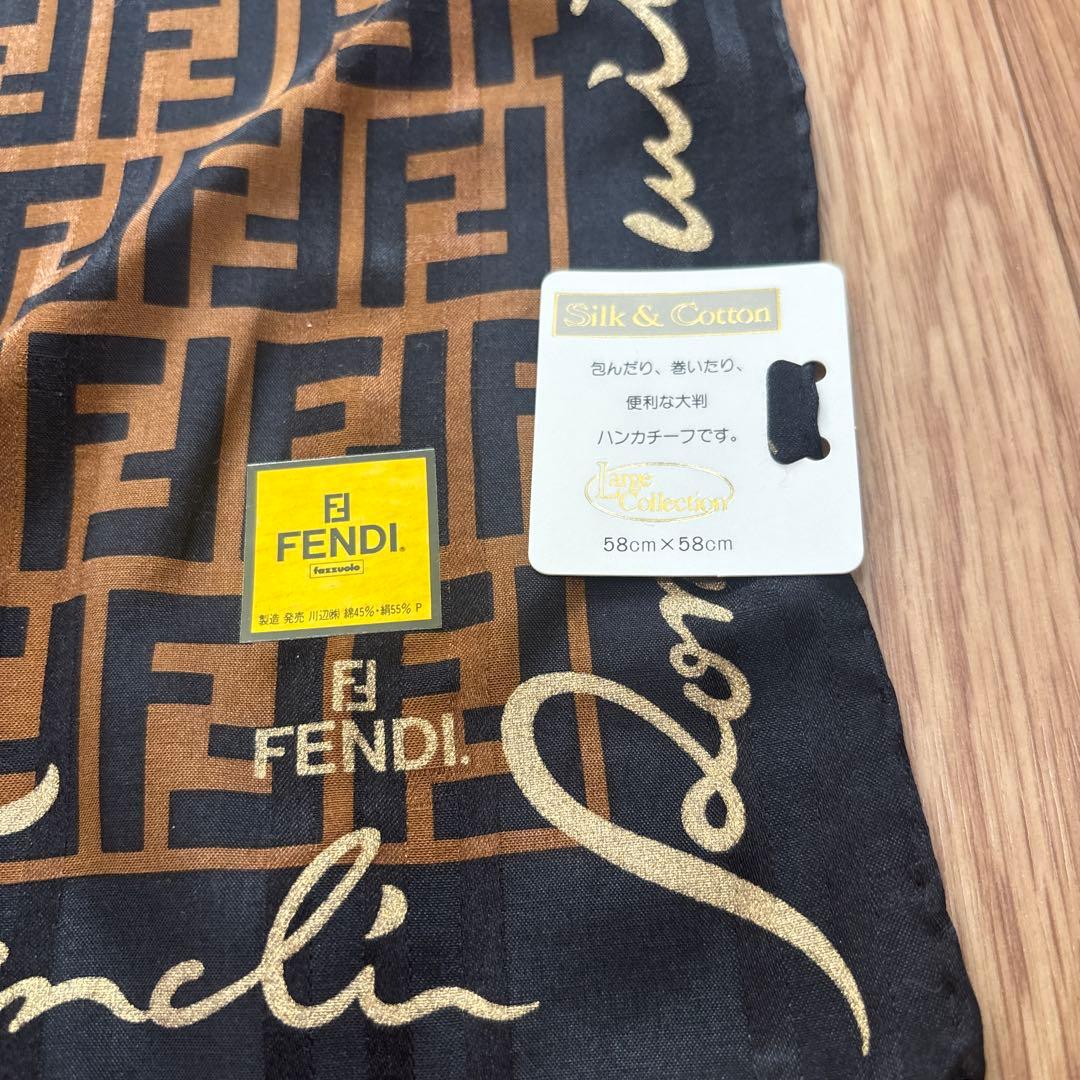 Silk & Cotton
包んだり、巻いたり、
便利な大判
ハンカチーフです。
Large
Collection
58cm×58cm
FENDI.
fazzuolo
製造 発売 川辺㈱ 綿45%・絹55% P
FENDI.